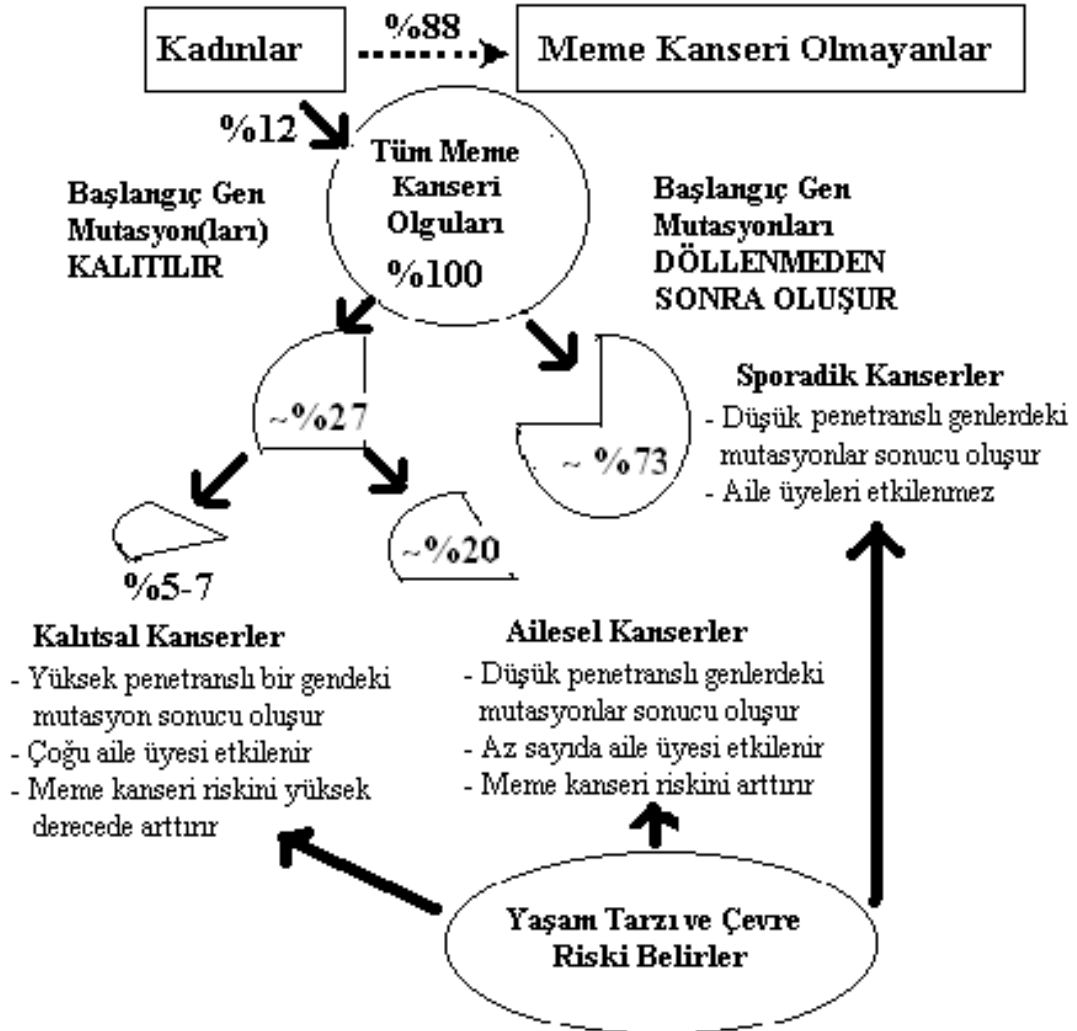 Kadınlar
%88
Meme Kanseri Olmayanlar
%12
Tüm Meme
Kanseri
Olguları
%100
Başlangıç Gen
Mutasyon(ları)
KALITILIR
Başlangıç Gen
Mutasyonları
DÖLLENMEDEN
SONRA OLUŞUR
~%27
~ %73
Sporadik Kanserler
- Düşük penetranslı genlerdeki
mutasyonlar sonucu oluşur
- Aile üyeleri etkilenmez
%5-7
~%20
Kalıtsal Kanserler
- Yüksek penetranslı bir gendeki
mutasyon sonucu oluşur
- Çoğu aile üyesi etkilenir
- Meme kanseri riskini yüksek
derecede arttırır
Ailesel Kanserler
- Düşük penetranslı genlerdeki
mutasyonlar sonucu oluşur
- Az sayıda aile üyesi etkilenir
- Meme kanseri riskini arttırır
Yaşam Tarzı ve Çevre
Riski Belirler